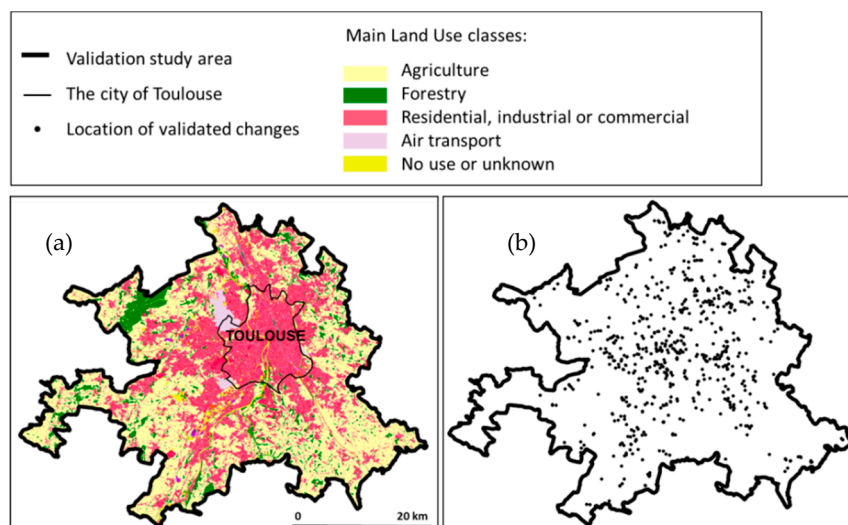 Validation study area
The city of Toulouse
Location of validated changes
Main Land Use classes:
Agriculture
Forestry
Residential, industrial or commercial
Air transport
No use or unknown
(a)
TOULOUSE
0 20 km
(b)